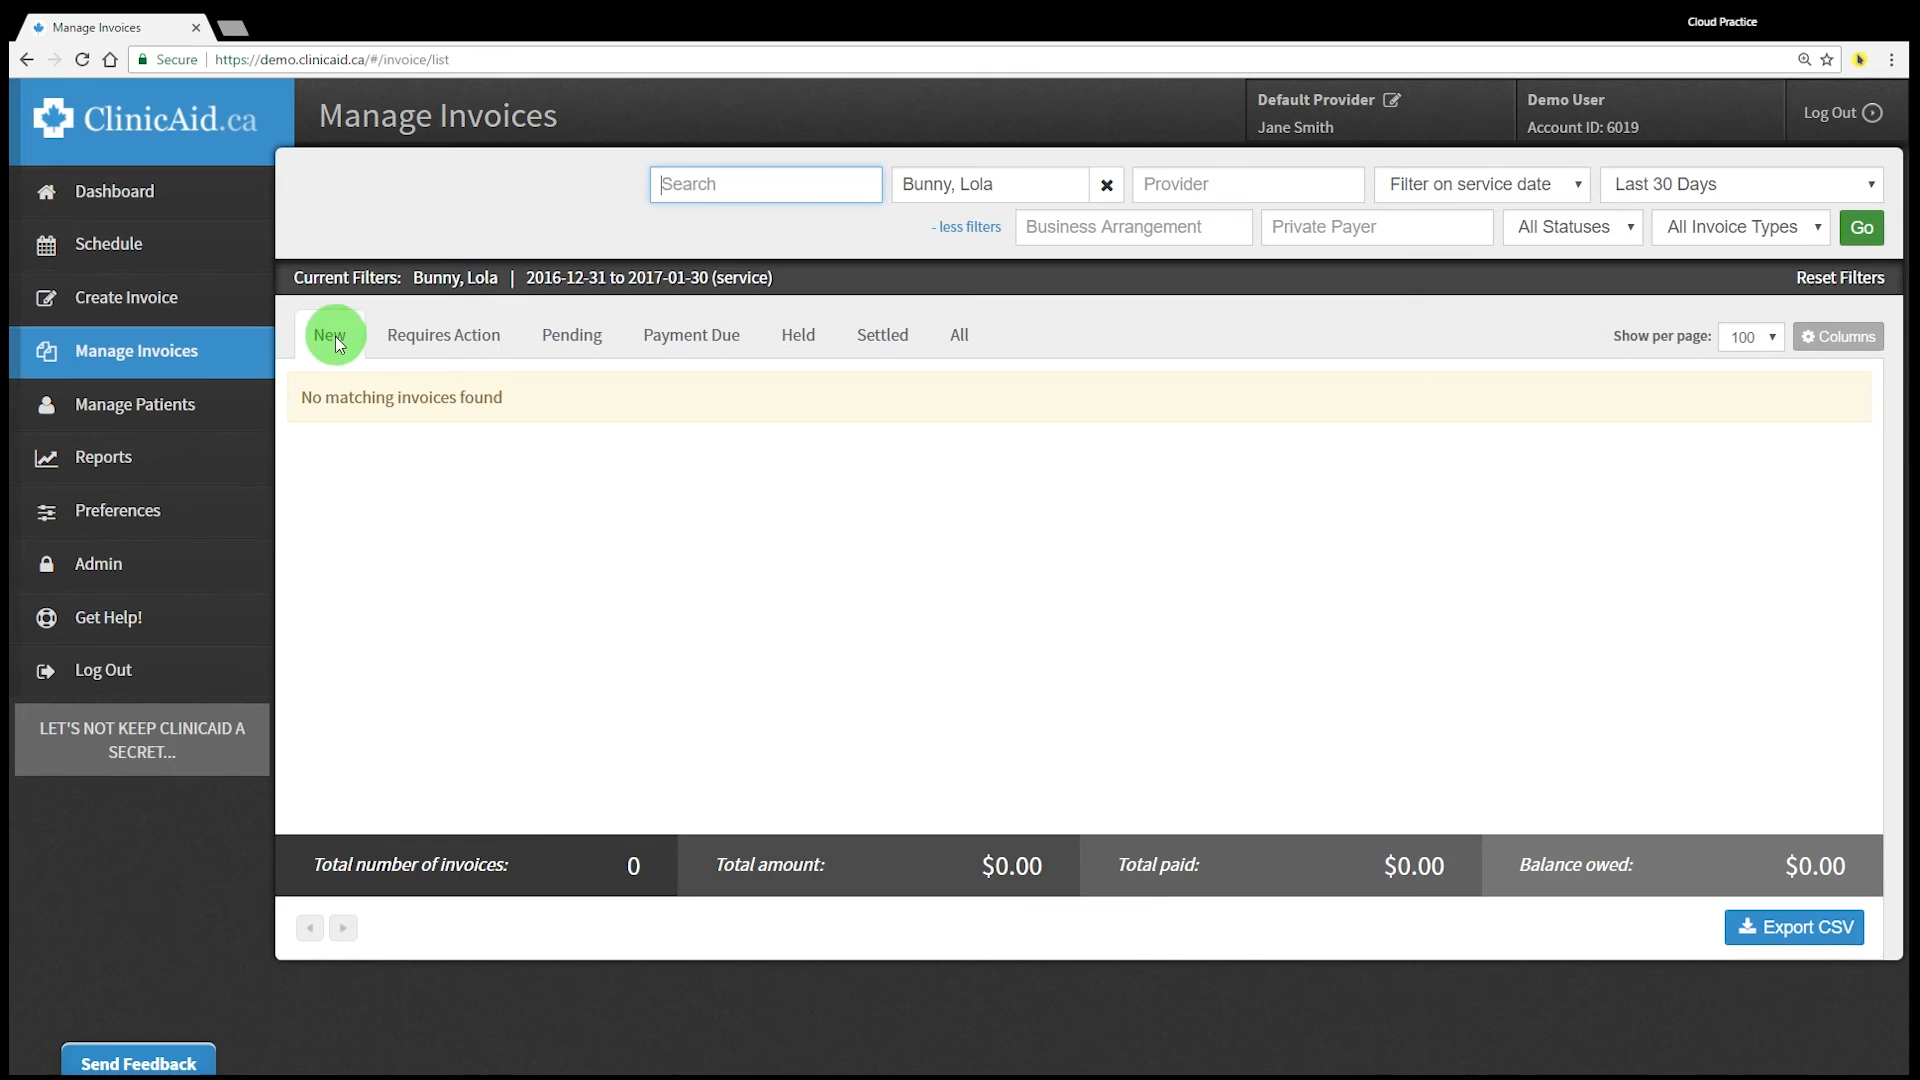 Manage Invoices
Cloud Practice
Secure https://demo.clinicaid.ca/#/invoice/list
ClinicAid.ca
Manage Invoices
Default Provider
Jane Smith
Demo User
Account ID: 6019
Log Out
Search
Bunny, Lola
Provider
Filter on service date
Last 30 Days
- less filters
Business Arrangement
Private Payer
All Statuses
All Invoice Types
Go
Current Filters: Bunny, Lola | 2016-12-31 to 2017-01-30 (service)
Reset Filters
Dashboard
Schedule
Create Invoice
Manage Invoices
Manage Patients
Reports
Preferences
Admin
Get Help!
Log Out
LET'S NOT KEEP CLINICAID A
SECRET...
New
Requires Action
Pending
Payment Due
Held
Settled
All
Show per page: 100
Columns
No matching invoices found
Total number of invoices: 0
Total amount: $0.00
Total paid: $0.00
Balance owed: $0.00
Export CSV
Send Feedback